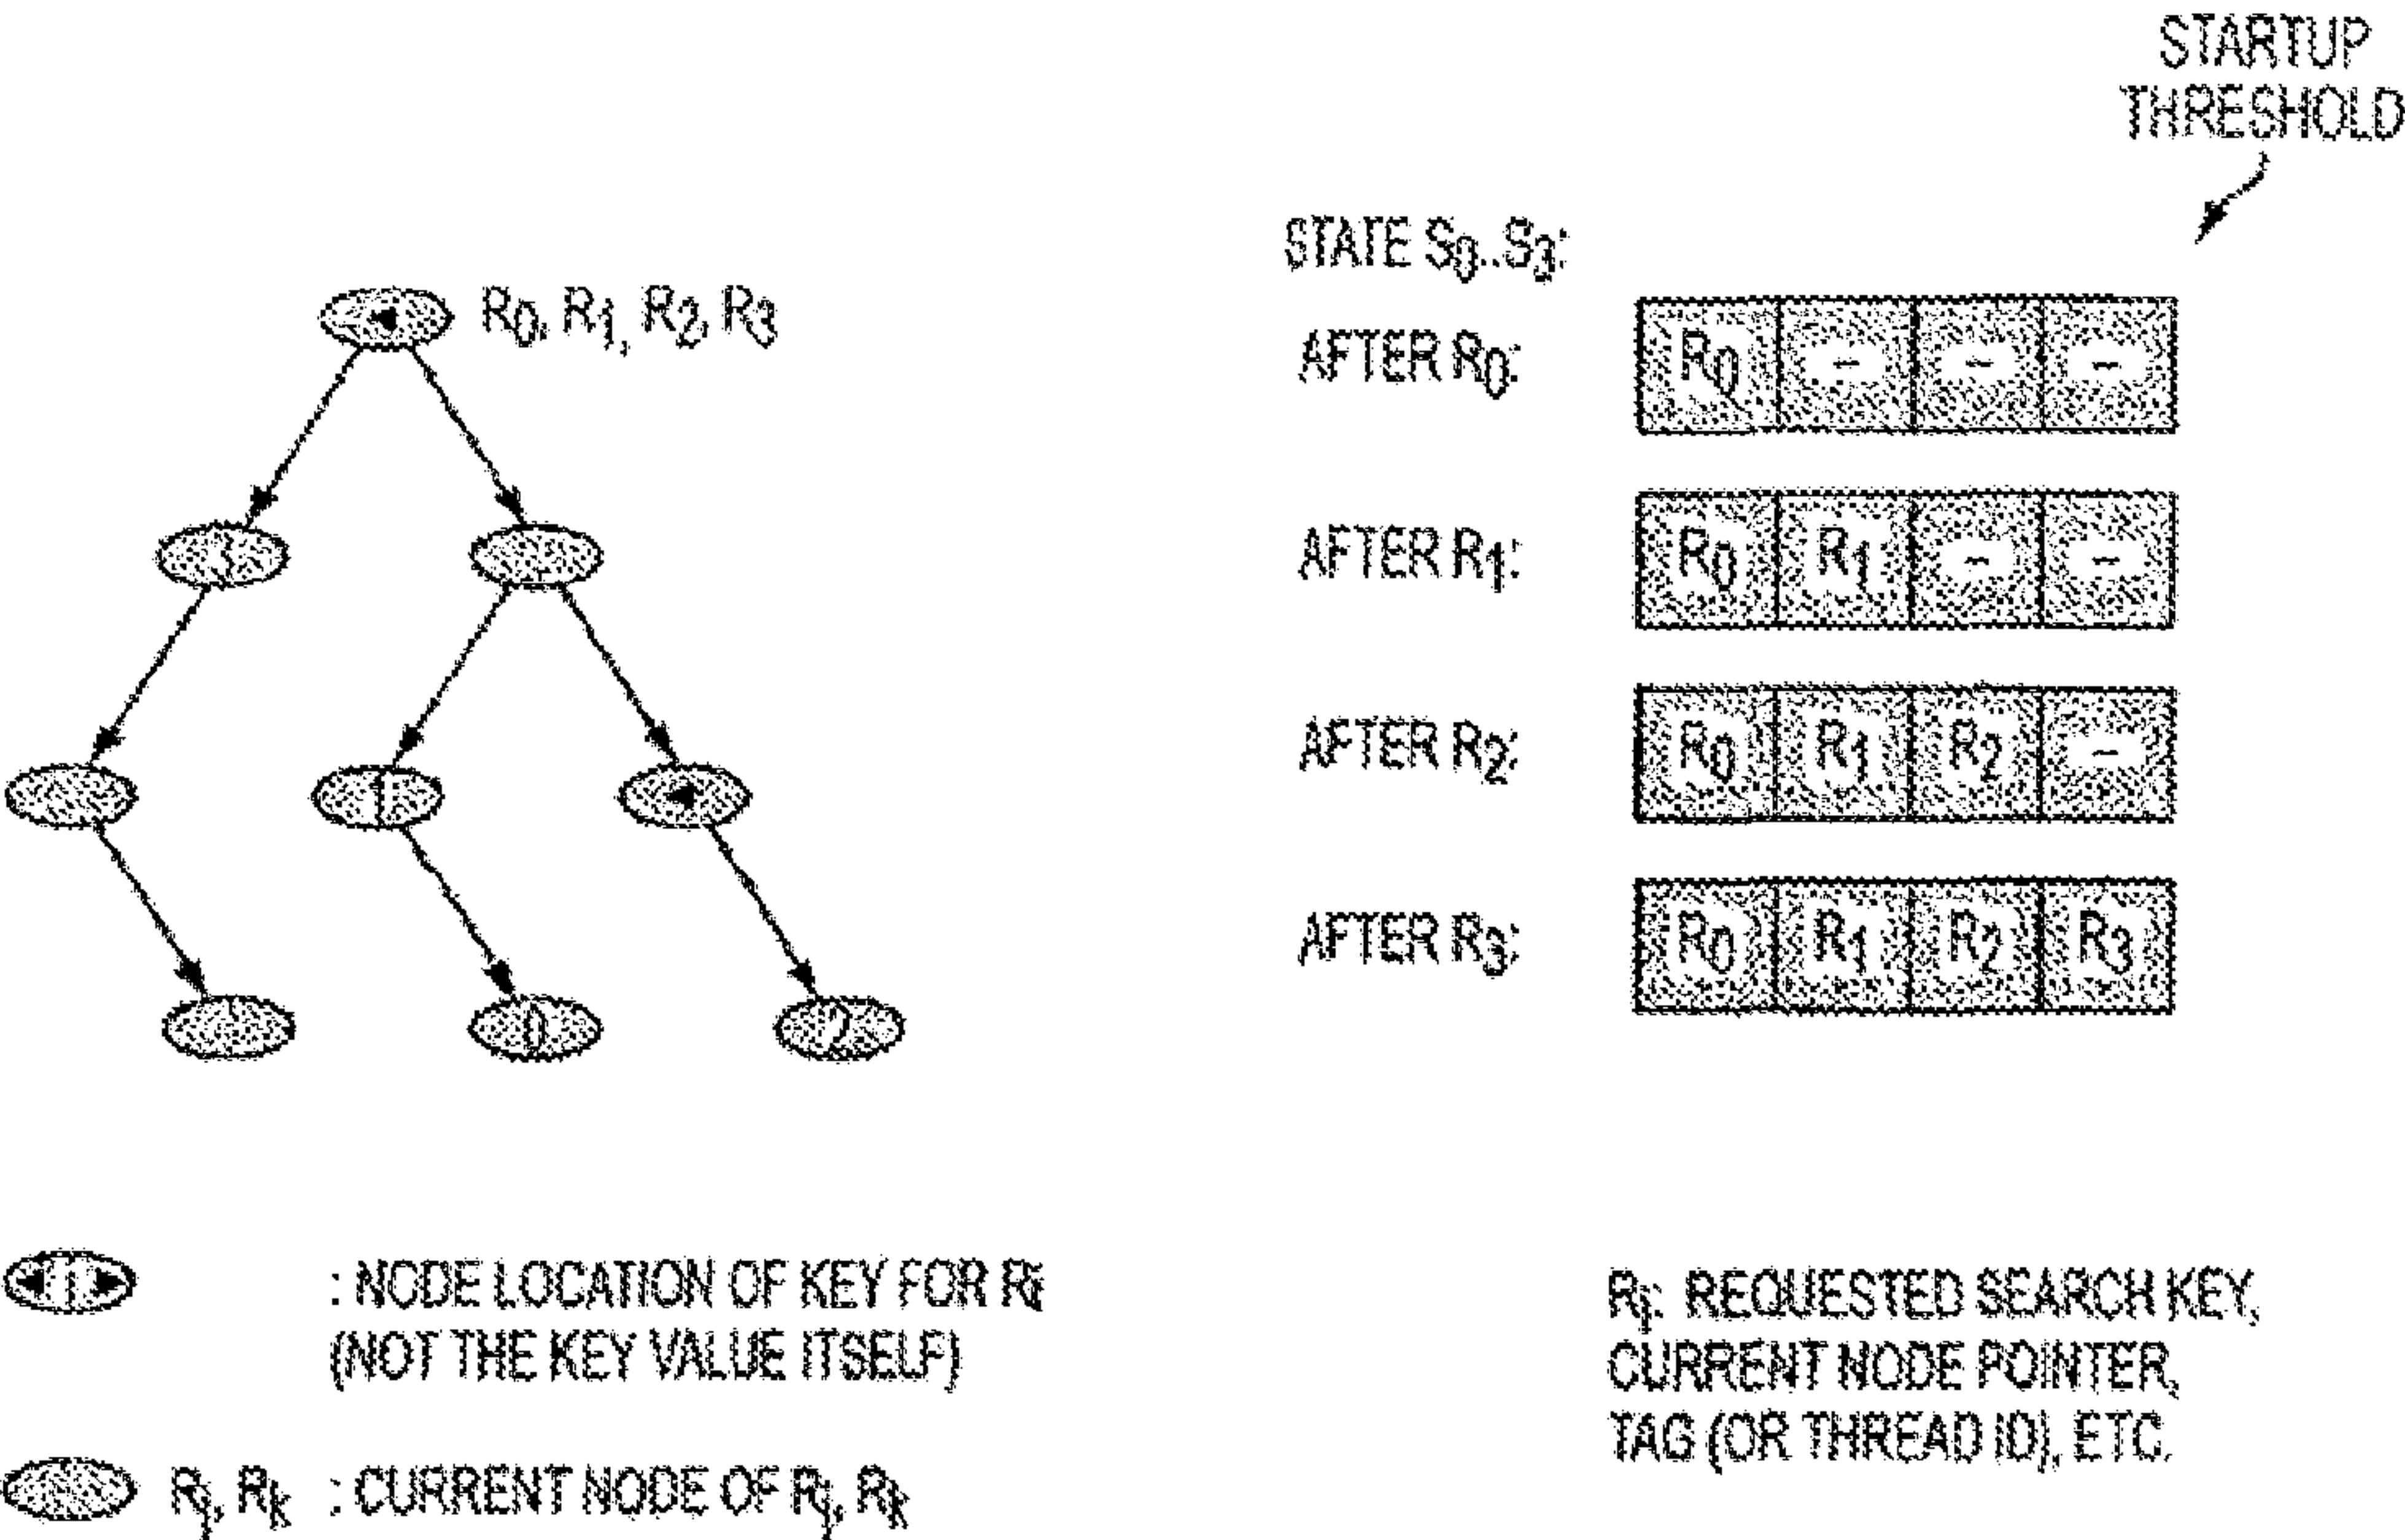 STARTUP
THRESHOLD
STATE S0..S3:
R0, R1, R2, R3
AFTER R0:
R0 – – –
AFTER R1:
R0 R1 – –
AFTER R2:
R0 R1 R2 –
AFTER R3:
R0 R1 R2 R3
3
1
0
2
: NODE LOCATION OF KEY FOR Ri
(NOT THE KEY VALUE ITSELF)
Rj, Rk : CURRENT NODE OF Rj, Rk
Ri: REQUESTED SEARCH KEY,
CURRENT NODE POINTER,
TAG (OR THREAD ID), ETC.